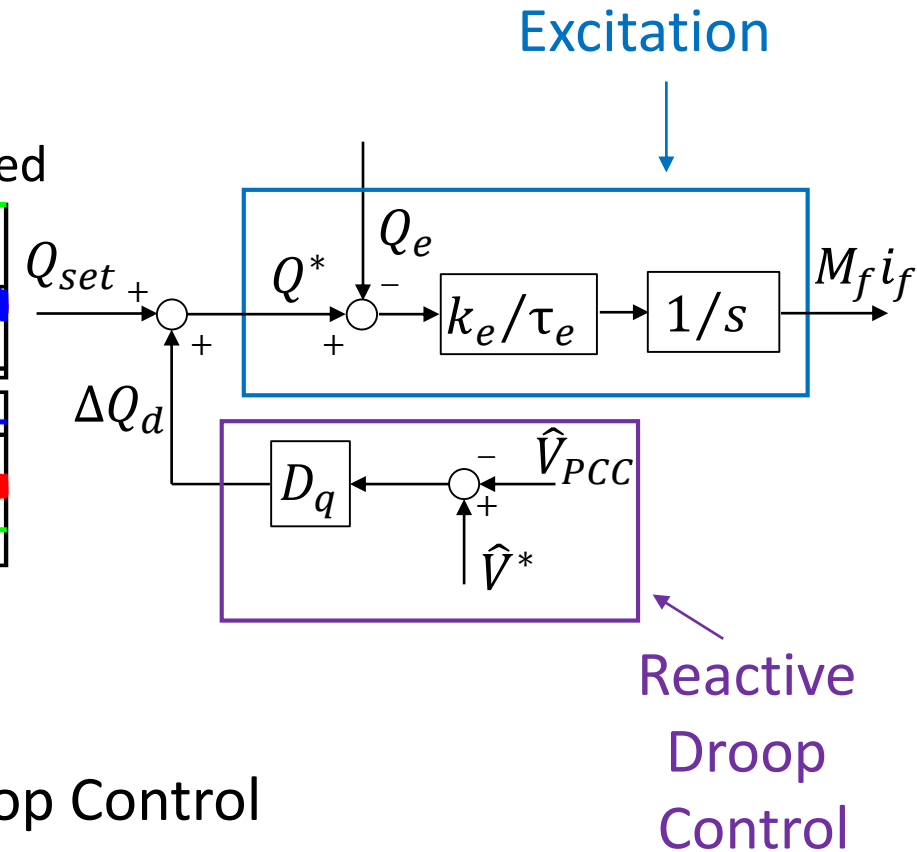 Excitation
ed
Q_set + + ΔQ_d
Q* + − Q_e
k_e/τ_e
1/s
M_f i_f
D_q
− V̂_PCC
+ V̂*
Reactive
Droop
Control
op Control